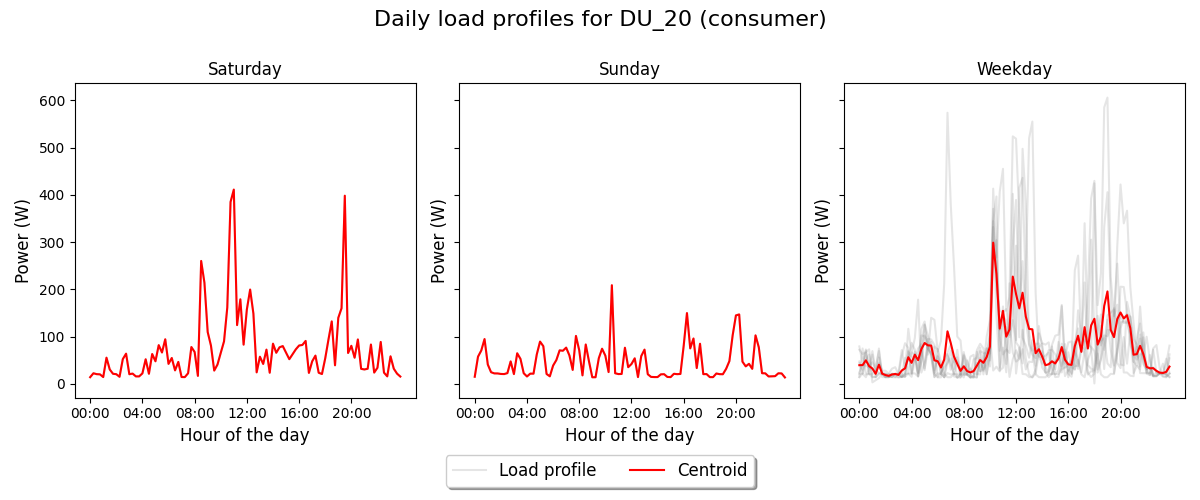 Daily load profiles for DU_20 (consumer)
Saturday
Sunday
Weekday
600
500
400
300
200
100
0
Power (W)
Power (W)
Power (W)
00:00 04:00 08:00 12:00 16:00 20:00
00:00 04:00 08:00 12:00 16:00 20:00
00:00 04:00 08:00 12:00 16:00 20:00
Hour of the day
Hour of the day
Hour of the day
Load profile
Centroid